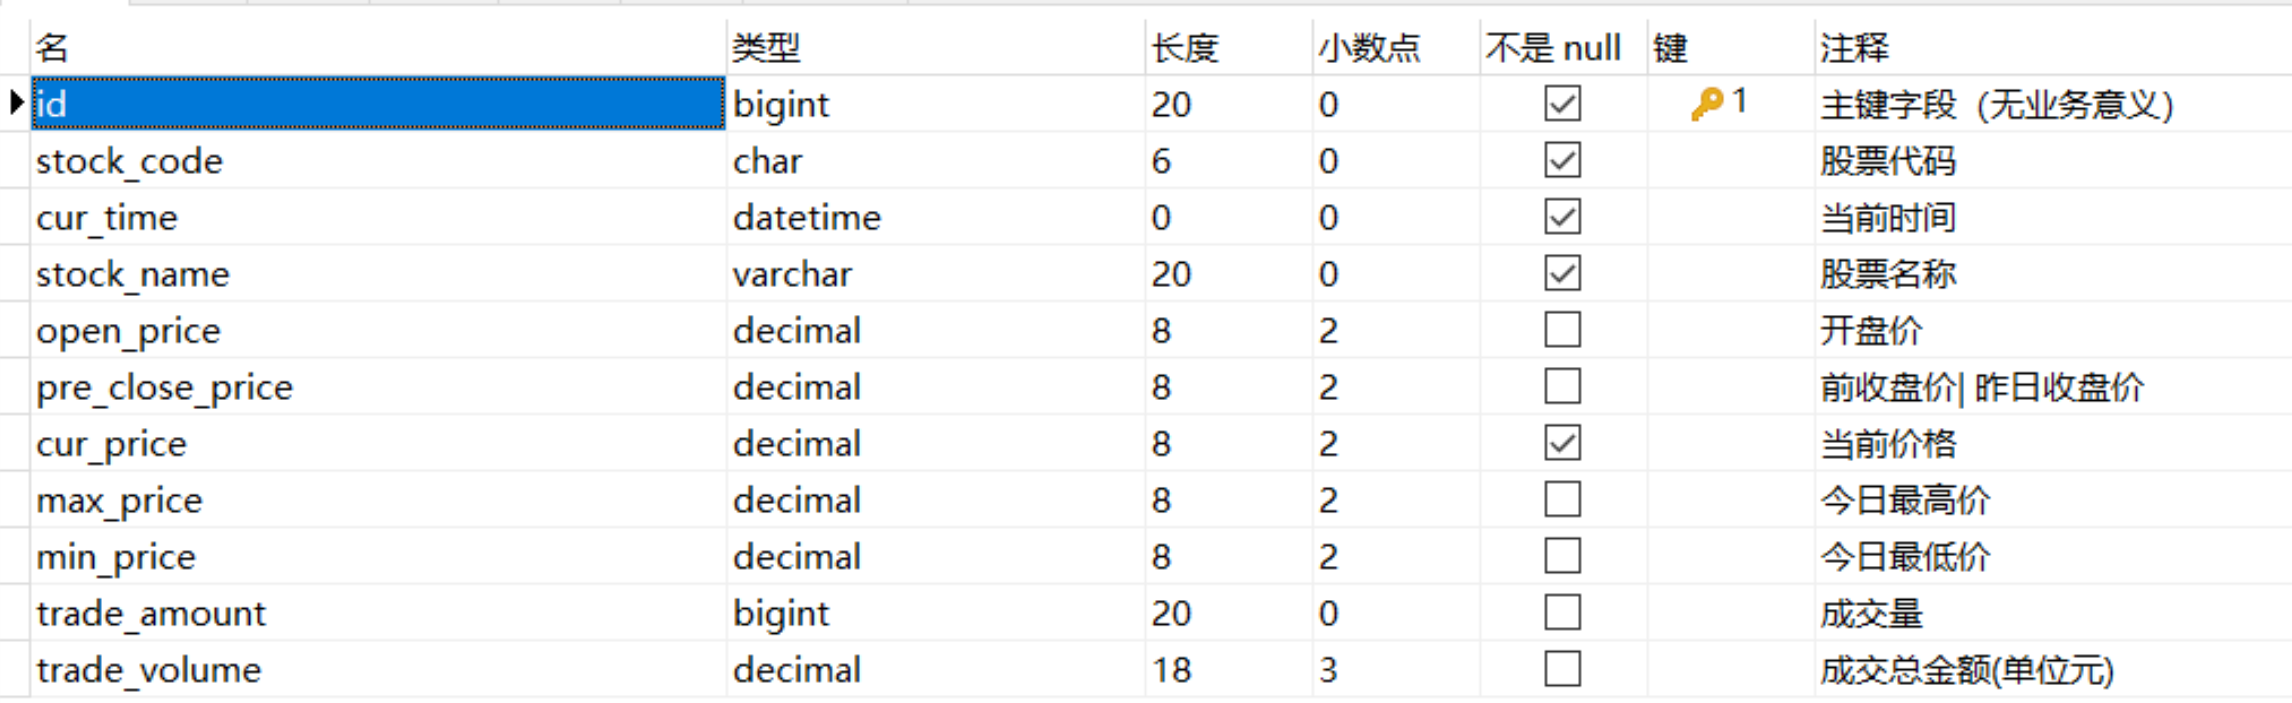 名 类型 长度 小数点 不是 null 键 注释
id bigint 20 0 1 主键字段（无业务意义）
stock_code char 6 0 股票代码
cur_time datetime 0 0 当前时间
stock_name varchar 20 0 股票名称
open_price decimal 8 2 开盘价
pre_close_price decimal 8 2 前收盘价| 昨日收盘价
cur_price decimal 8 2 当前价格
max_price decimal 8 2 今日最高价
min_price decimal 8 2 今日最低价
trade_amount bigint 20 0 成交量
trade_volume decimal 18 3 成交总金额(单位元)